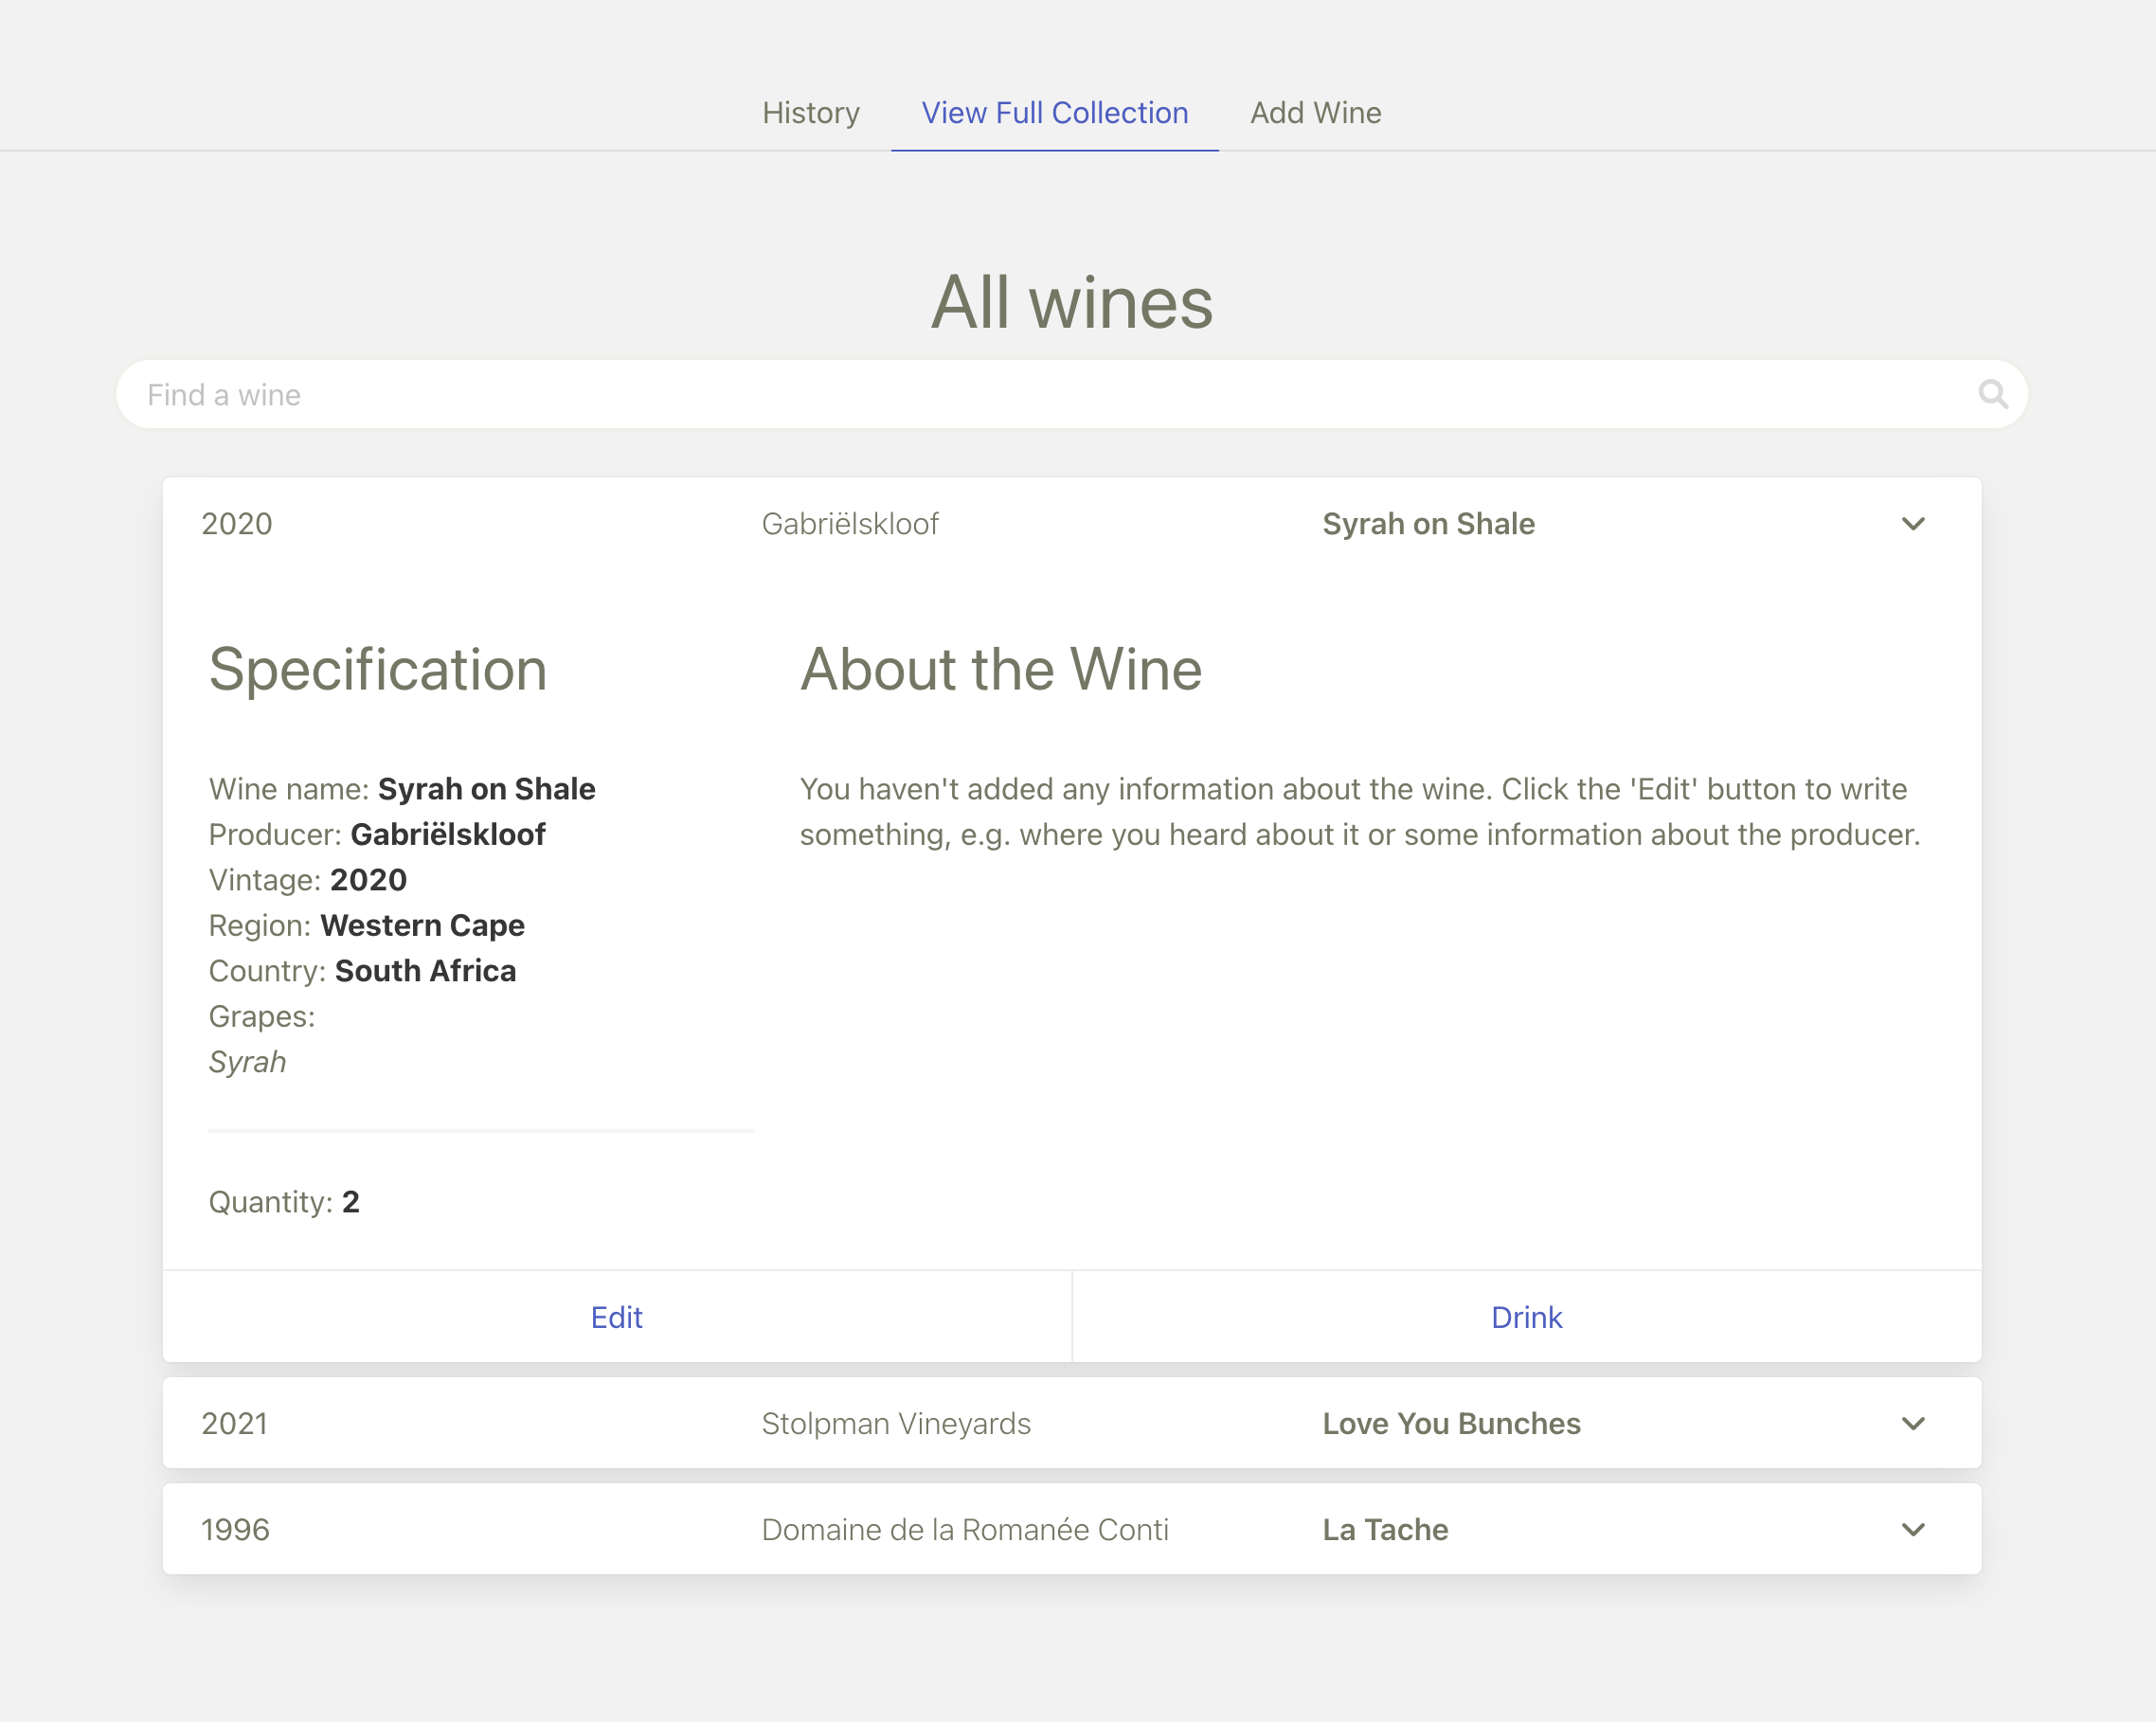 History View Full Collection Add Wine
All wines
Find a wine
2020 Gabriëlskloof Syrah on Shale
Specification
Wine name: Syrah on Shale
Producer: Gabriëlskloof
Vintage: 2020
Region: Western Cape
Country: South Africa
Grapes:
Syrah
Quantity: 2
About the Wine
You haven't added any information about the wine. Click the 'Edit' button to write
something, e.g. where you heard about it or some information about the producer.
Edit Drink
2021 Stolpman Vineyards Love You Bunches
1996 Domaine de la Romanée Conti La Tache